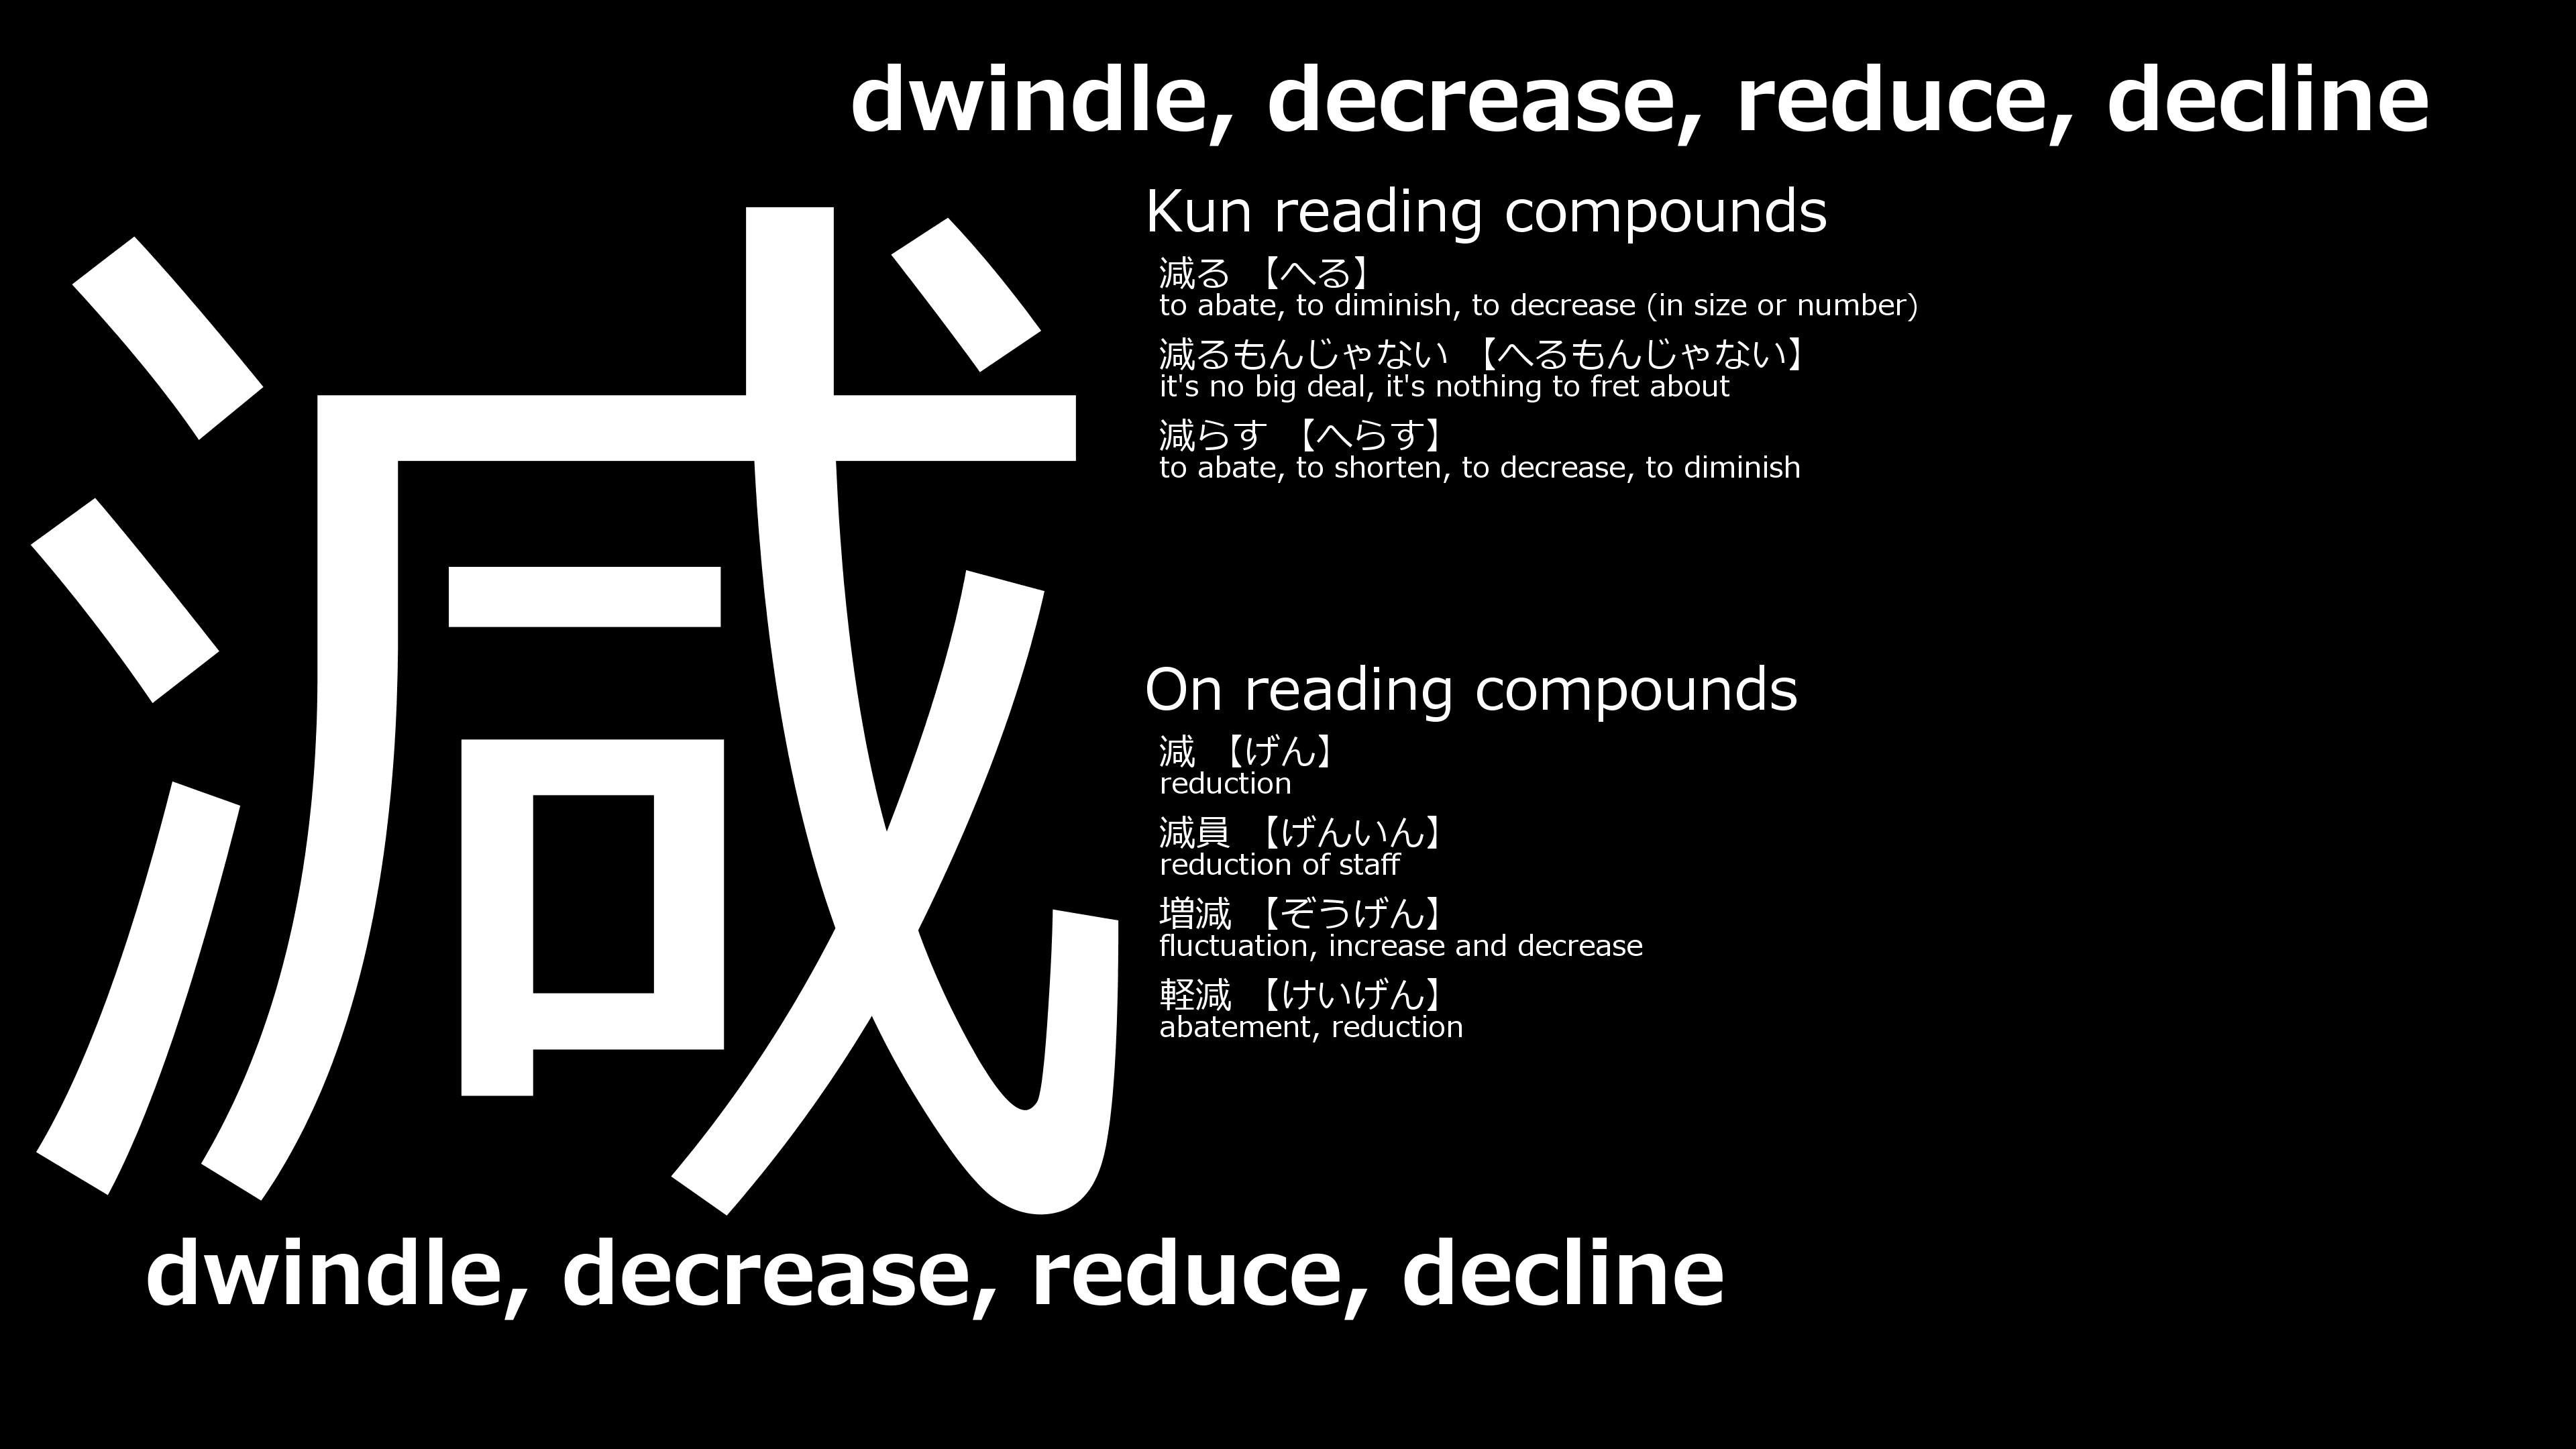 dwindle, decrease, reduce, decline
減
Kun reading compounds
減る 【へる】
to abate, to diminish, to decrease (in size or number)
減るもんじゃない 【へるもんじゃない】
it's no big deal, it's nothing to fret about
減らす 【へらす】
to abate, to shorten, to decrease, to diminish
On reading compounds
減 【げん】
reduction
減員 【げんいん】
reduction of staff
増減 【ぞうげん】
fluctuation, increase and decrease
軽減 【けいげん】
abatement, reduction
dwindle, decrease, reduce, decline